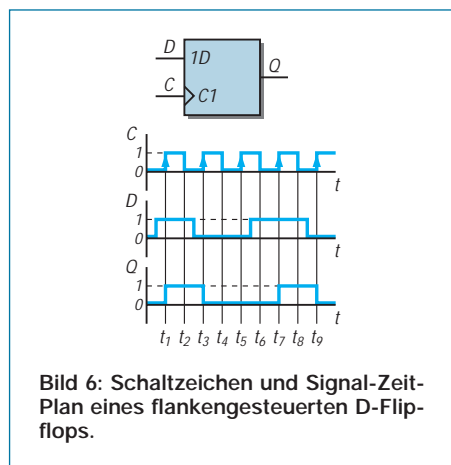 D 1D Q
C C1
C
1
0
t
D
1
0
t
Q
1
0
t
t1 t2 t3 t4 t5 t6 t7 t8 t9
Bild 6: Schaltzeichen und Signal-Zeit-
Plan eines flankengesteuerten D-Flip-
flops.